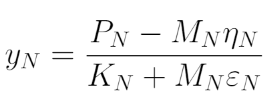 y_N = \frac{P_N - M_N \eta_N}{K_N + M_N \varepsilon_N}